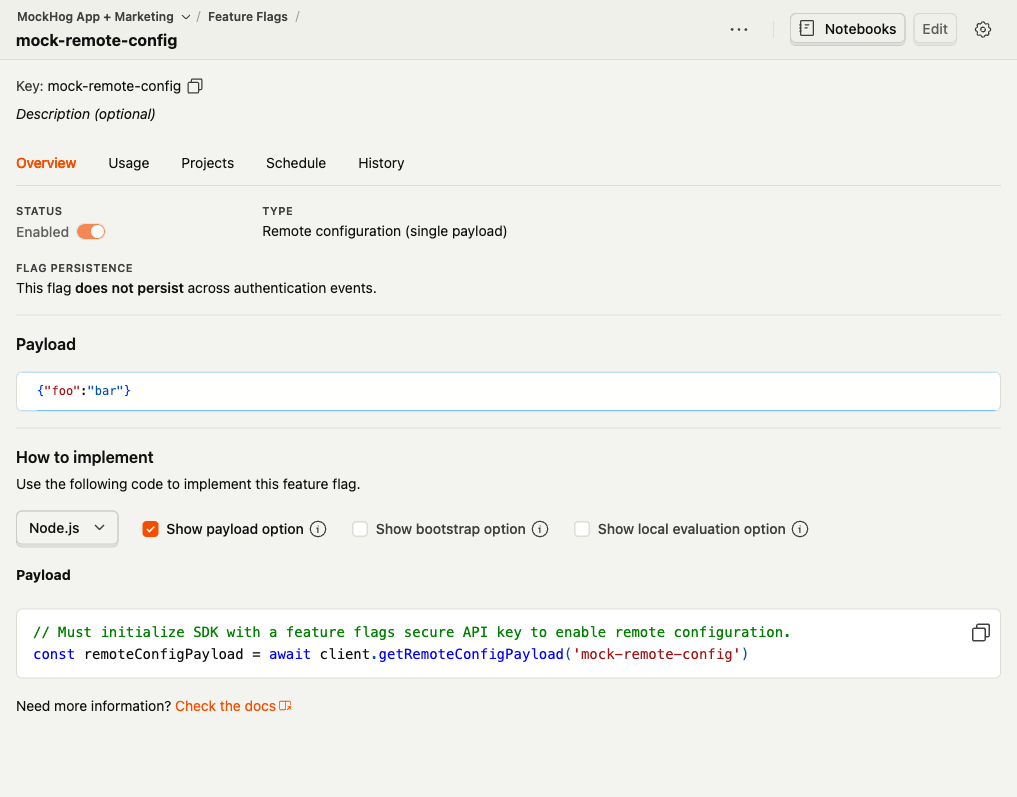 MockHog App + Marketing / Feature Flags /
mock-remote-config
Notebooks
Edit
Key: mock-remote-config
Description (optional)
Overview Usage Projects Schedule History
STATUS
Enabled
TYPE
Remote configuration (single payload)
FLAG PERSISTENCE
This flag does not persist across authentication events.
Payload
{"foo":"bar"}
How to implement
Use the following code to implement this feature flag.
Node.js Show payload option Show bootstrap option Show local evaluation option
Payload
// Must initialize SDK with a feature flags secure API key to enable remote configuration.
const remoteConfigPayload = await client.getRemoteConfigPayload('mock-remote-config')
Need more information? Check the docs